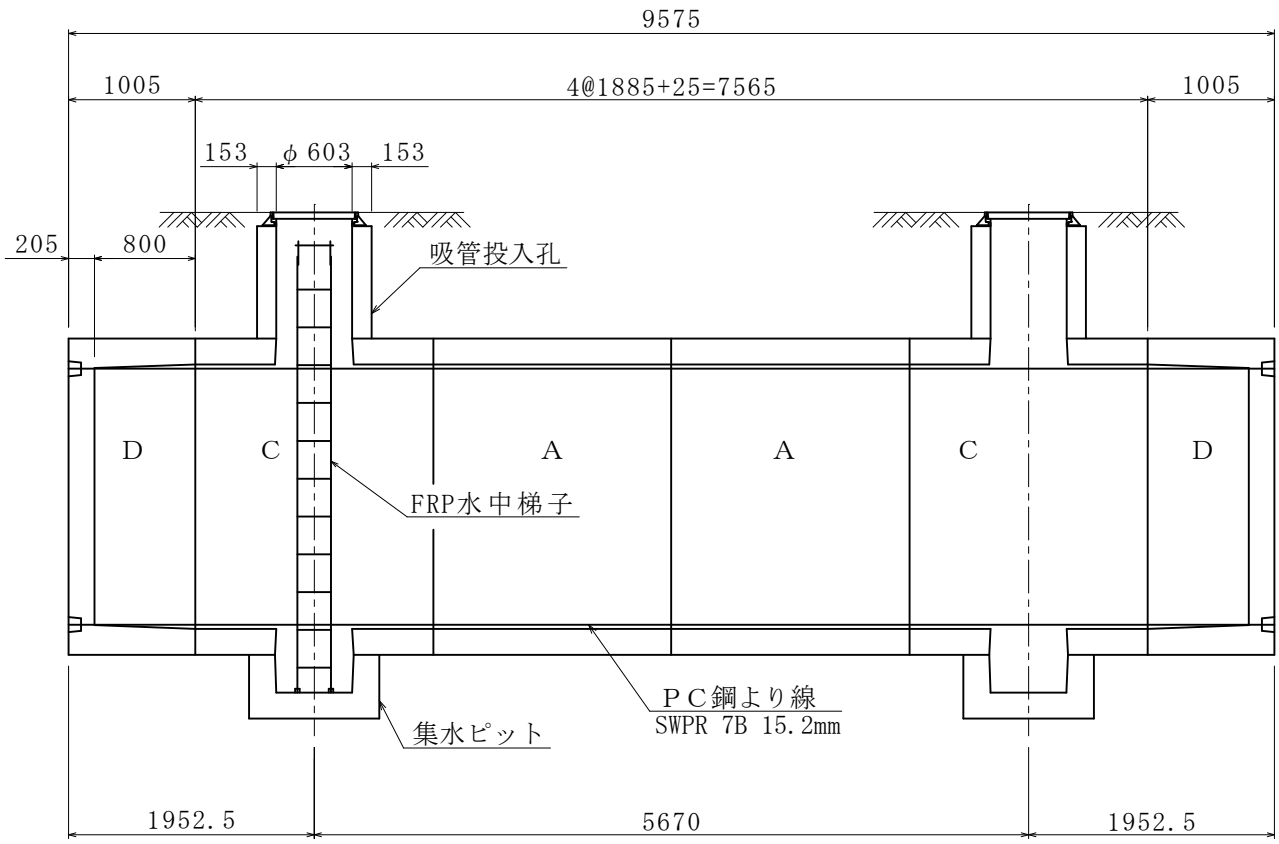 9575
1005
4@1885+25=7565
1005
153
φ603
153
205
800
吸管投入孔
D
C
A
A
C
D
FRP水中梯子
PC鋼より線
SWPR 7B 15.2mm
集水ピット
1952.5
5670
1952.5